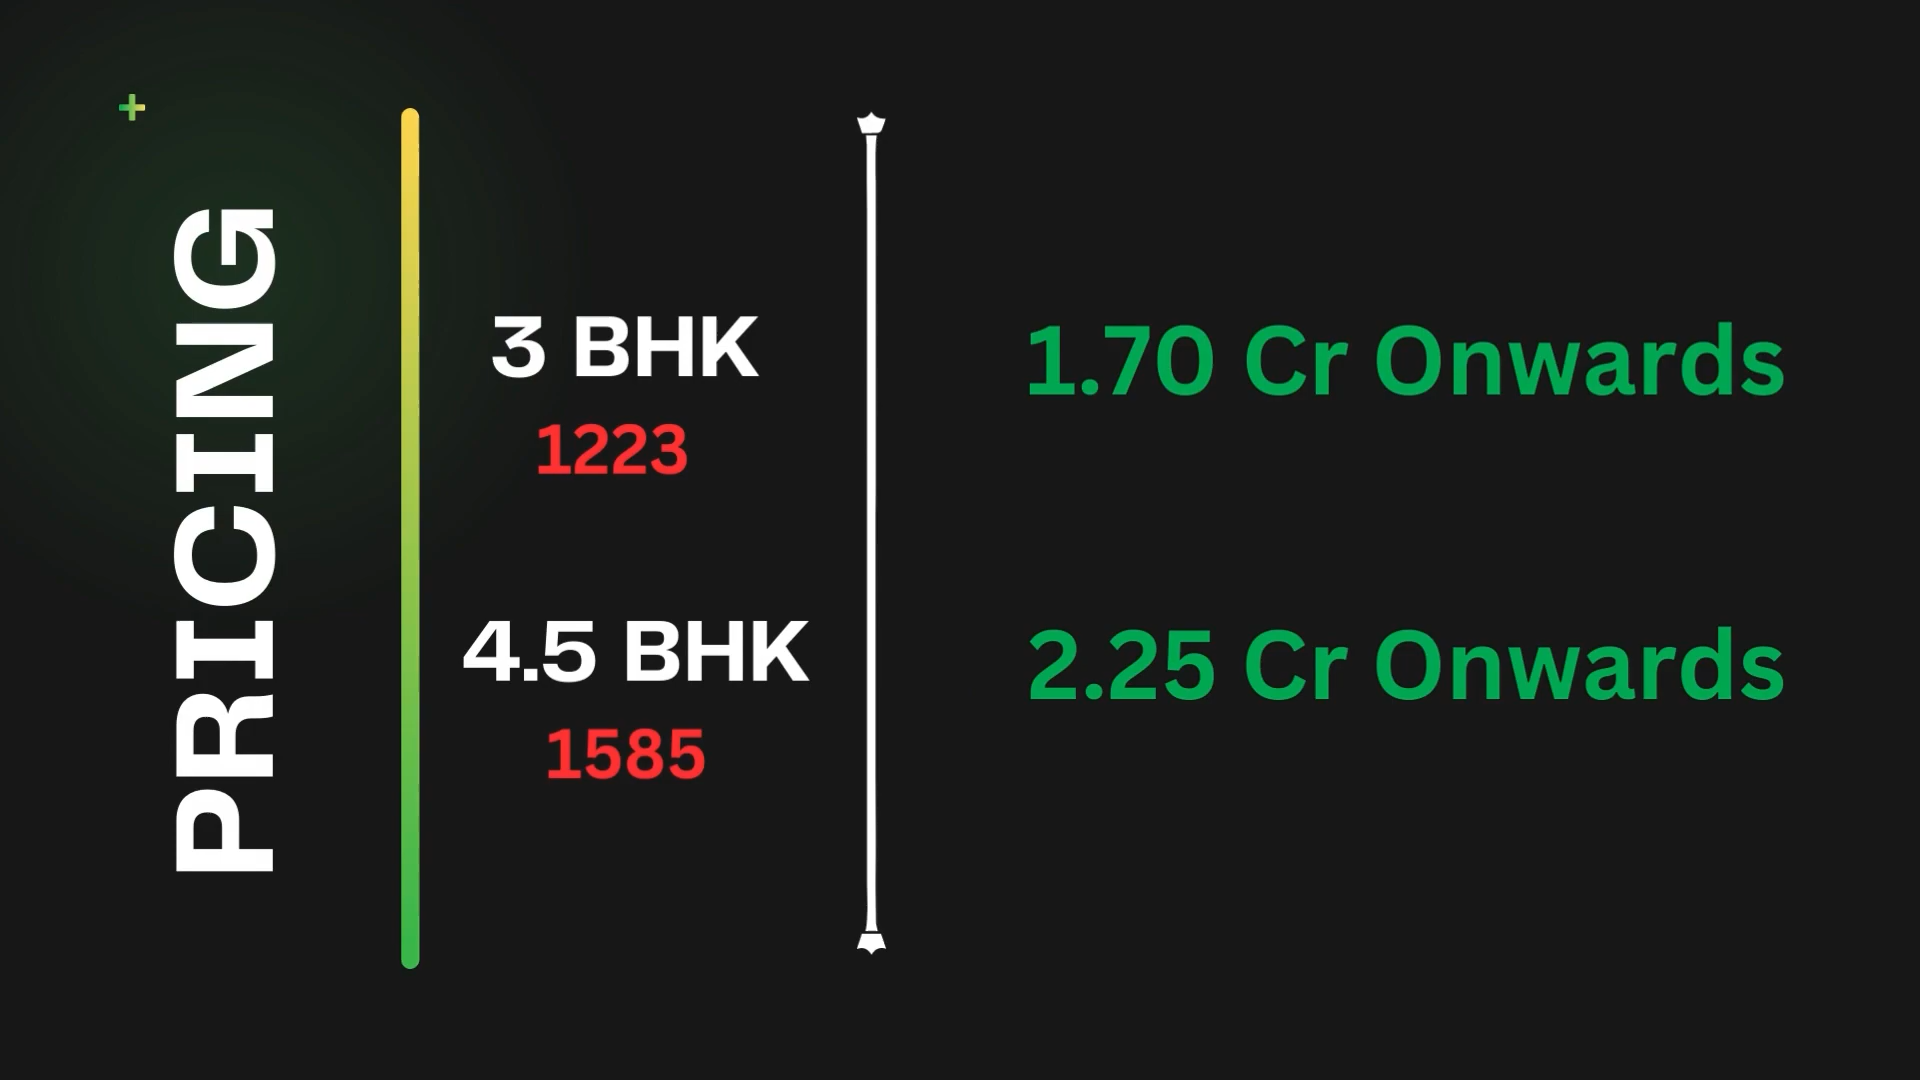 PRICING
3 BHK
1223
1.70 Cr Onwards
4.5 BHK
1585
2.25 Cr Onwards